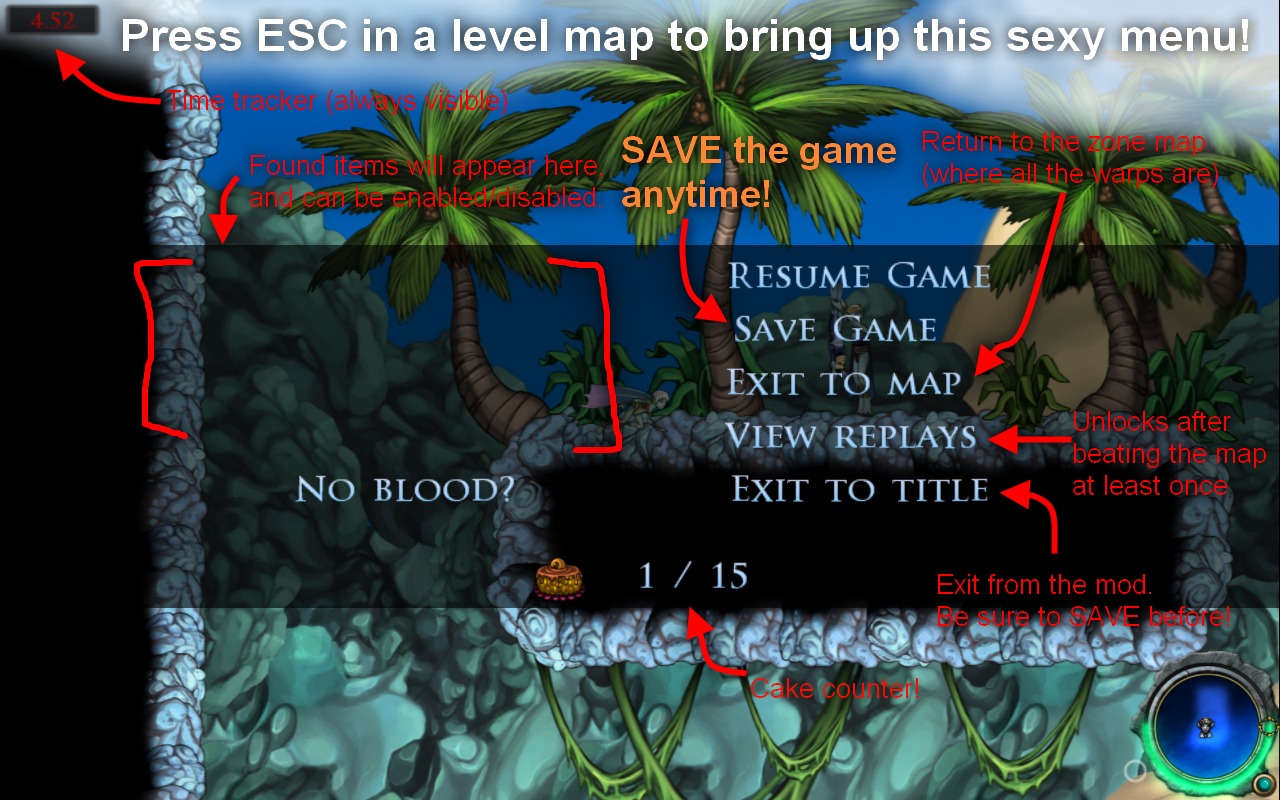 4.52
Press ESC in a level map to bring up this sexy menu!
Time tracker (always visible)
Found items will appear here,
and can be enabled/disabled.
SAVE the game
anytime!
Return to the zone map
(where all the warps are)
RESUME GAME
SAVE GAME
EXIT TO MAP
VIEW REPLAYS
Unlocks after
beating the map
at least once
NO BLOOD?
EXIT TO TITLE
1 / 15
Exit from the mod.
Be sure to SAVE before!
Cake counter!